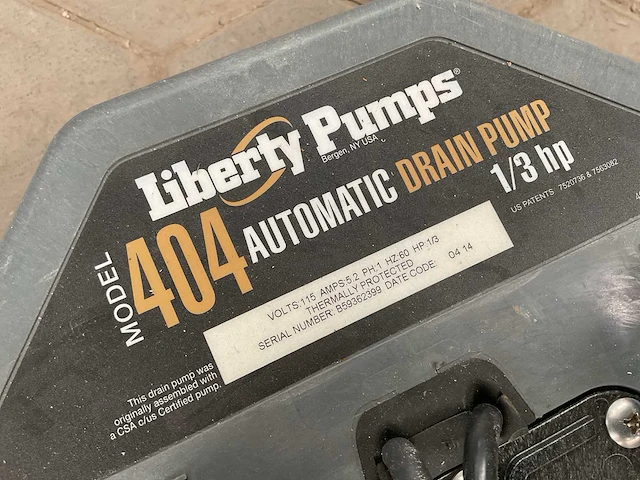 Liberty Pumps®
Bergen, NY USA
MODEL 404 AUTOMATIC DRAIN PUMP
1/3 hp
US PATENTS 7520736 & 7563082
VOLTS:115 AMPS:5.2 PH:1 HZ:60 HP:1/3
THERMALLY PROTECTED
SERIAL NUMBER: B59362399 DATE CODE: 04 14
This drain pump was
originally assembled with
a CSA c/us Certified pump.